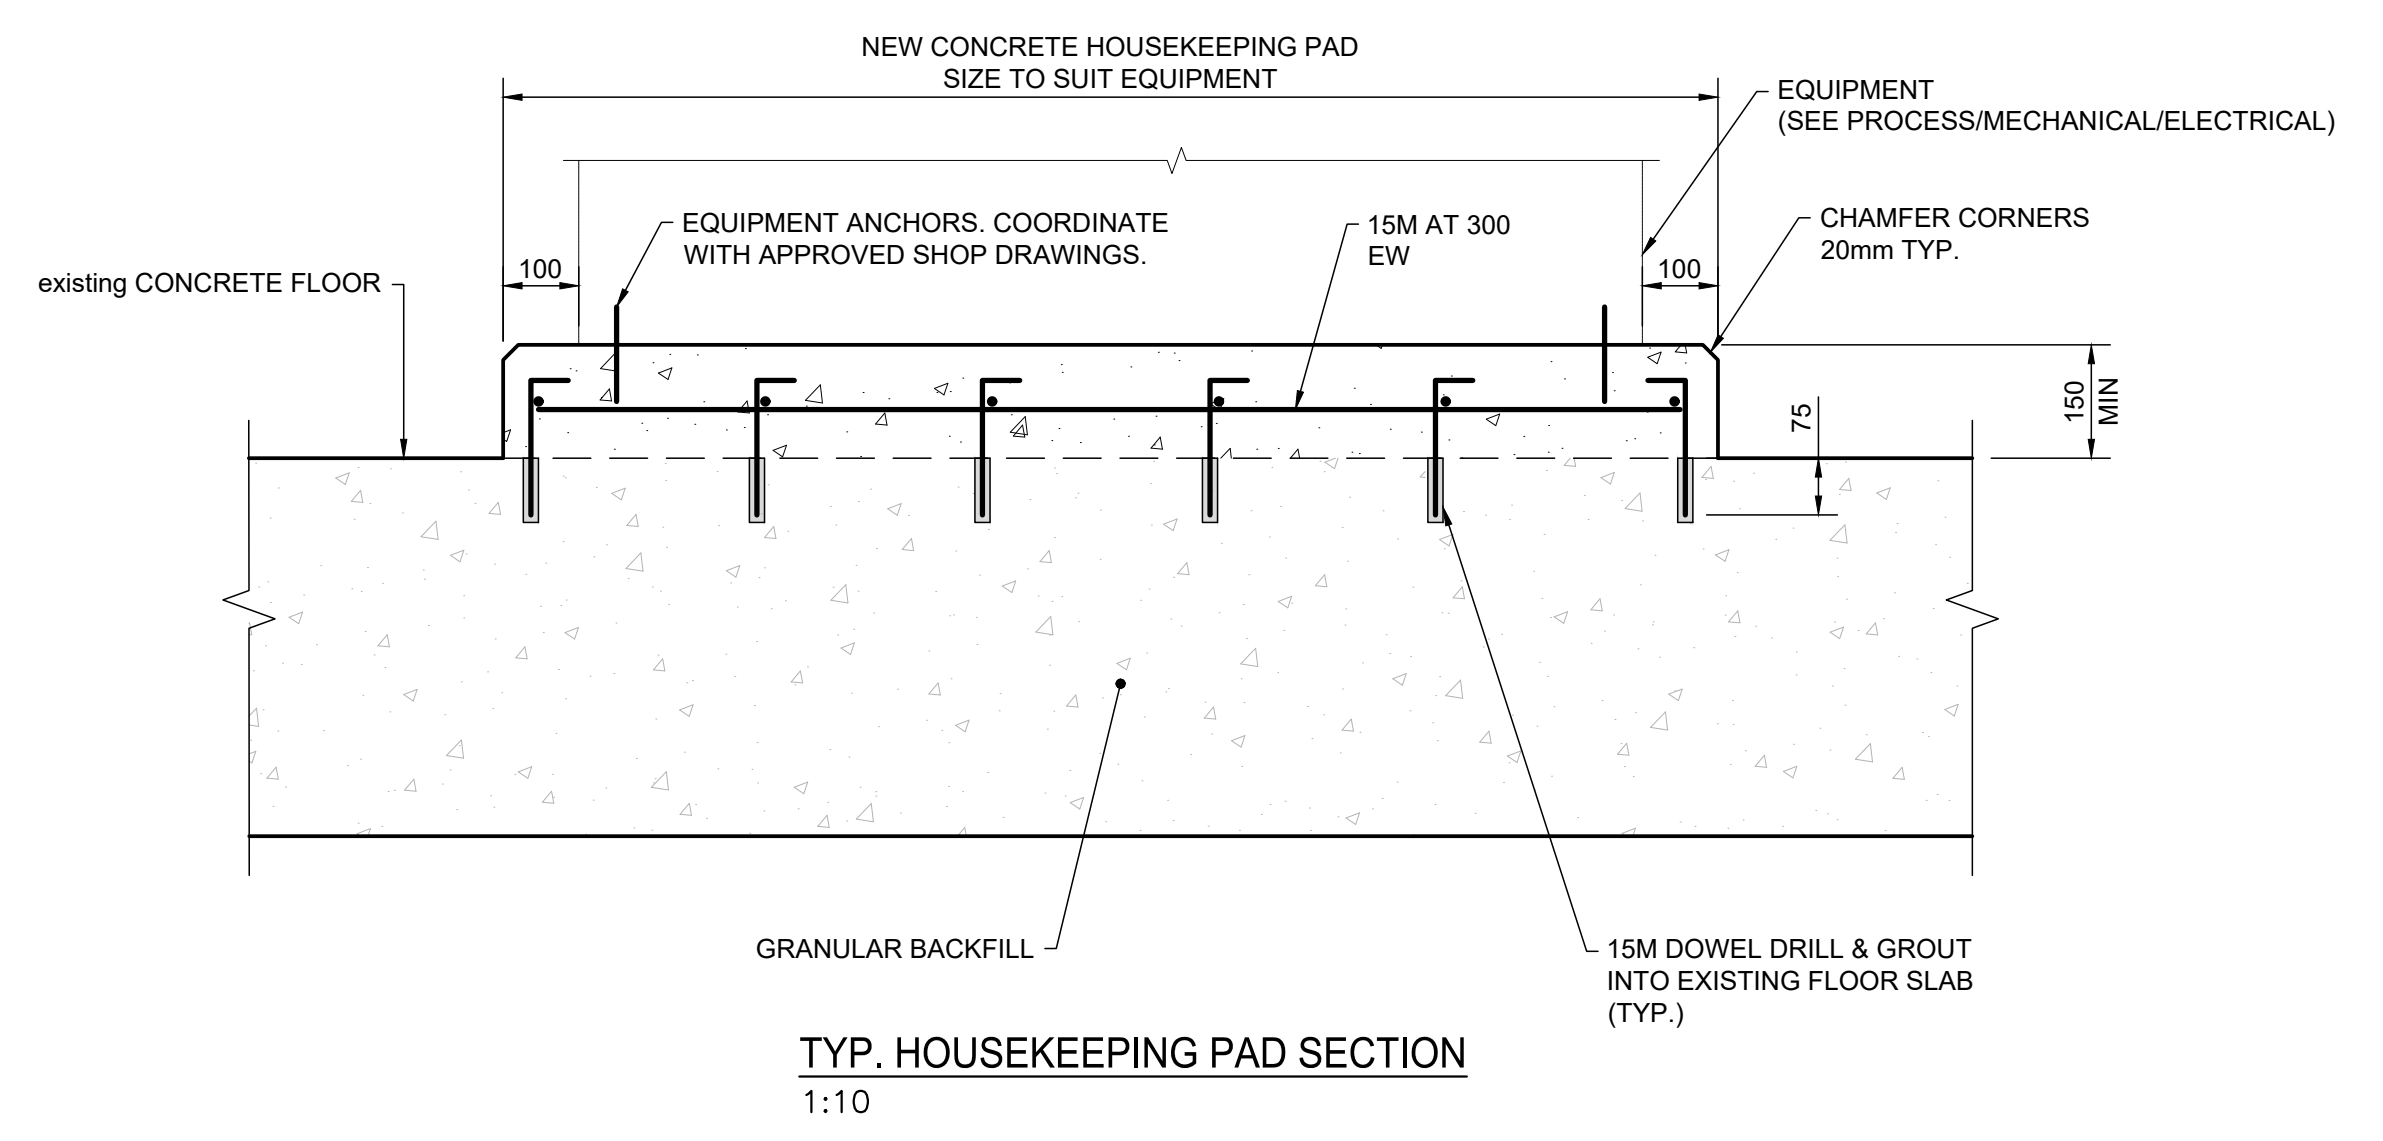 NEW CONCRETE HOUSEKEEPING PAD
SIZE TO SUIT EQUIPMENT
EQUIPMENT
(SEE PROCESS/MECHANICAL/ELECTRICAL)
EQUIPMENT ANCHORS. COORDINATE
WITH APPROVED SHOP DRAWINGS.
15M AT 300
EW
CHAMFER CORNERS
20mm TYP.
existing CONCRETE FLOOR
100
100
150
MIN
75
GRANULAR BACKFILL
15M DOWEL DRILL & GROUT
INTO EXISTING FLOOR SLAB
(TYP.)
TYP. HOUSEKEEPING PAD SECTION
1:10